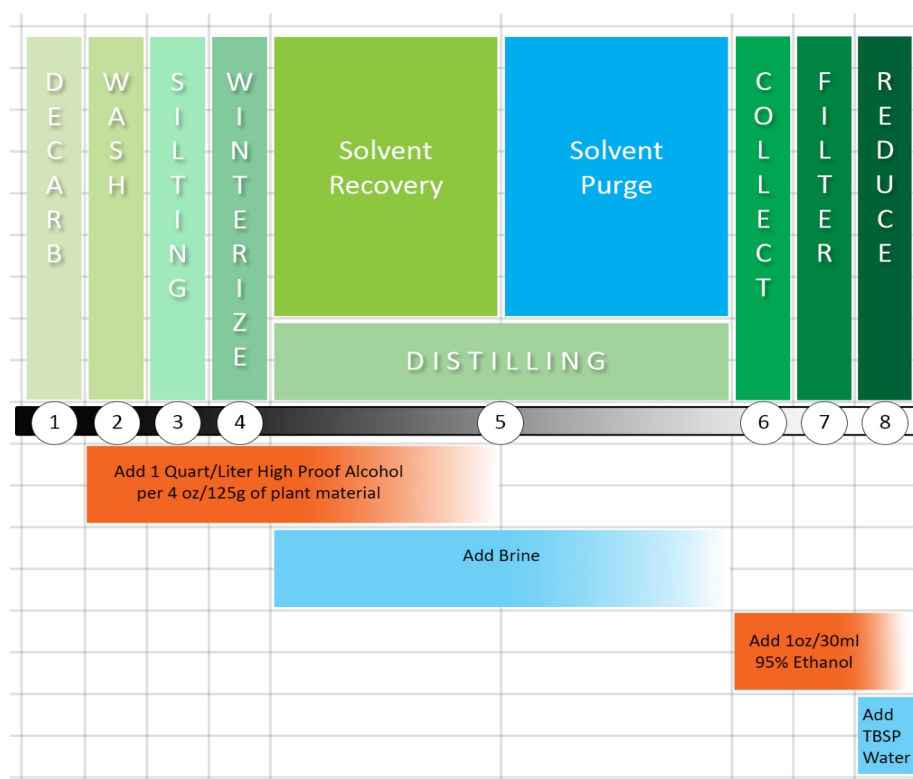 DECARB
WASH
SILTING
WINTERIZE
Solvent
Recovery
Solvent
Purge
DISTILLING
COLLECT
FILTER
REDUCE
1
2
3
4
5
6
7
8
Add 1 Quart/Liter High Proof Alcohol
per 4 oz/125g of plant material
Add Brine
Add 1oz/30ml
95% Ethanol
Add
TBSP
Water